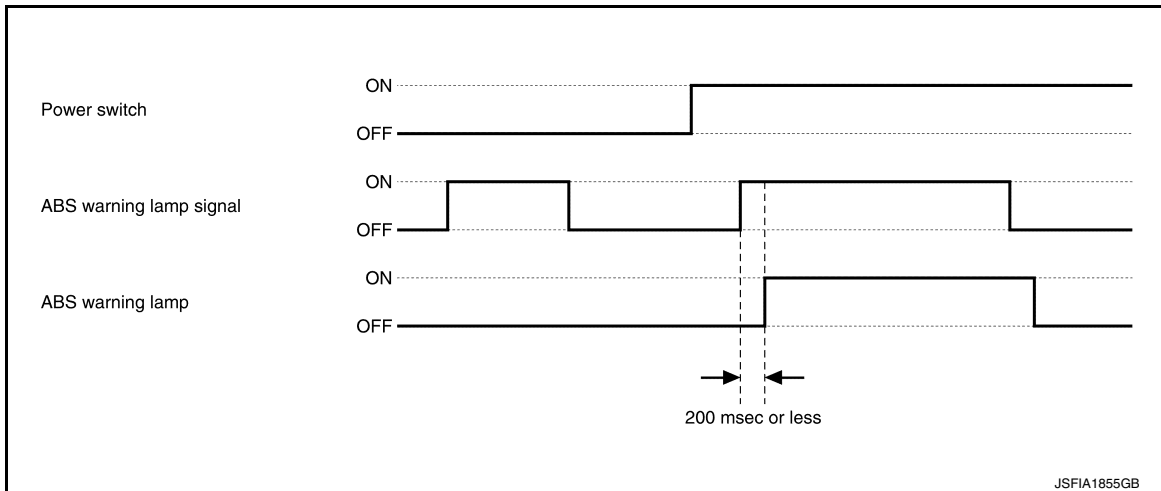 ON
Power switch
OFF
ON
ABS warning lamp signal
OFF
ON
ABS warning lamp
OFF
200 msec or less
JSFIA1855GB